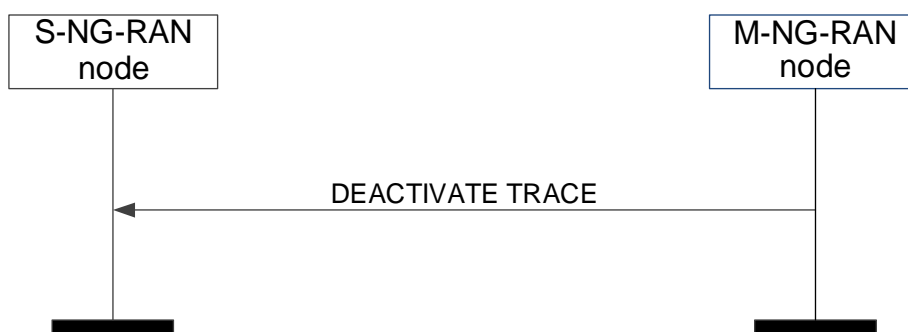 S-NG-RAN
node
M-NG-RAN
node
DEACTIVATE TRACE